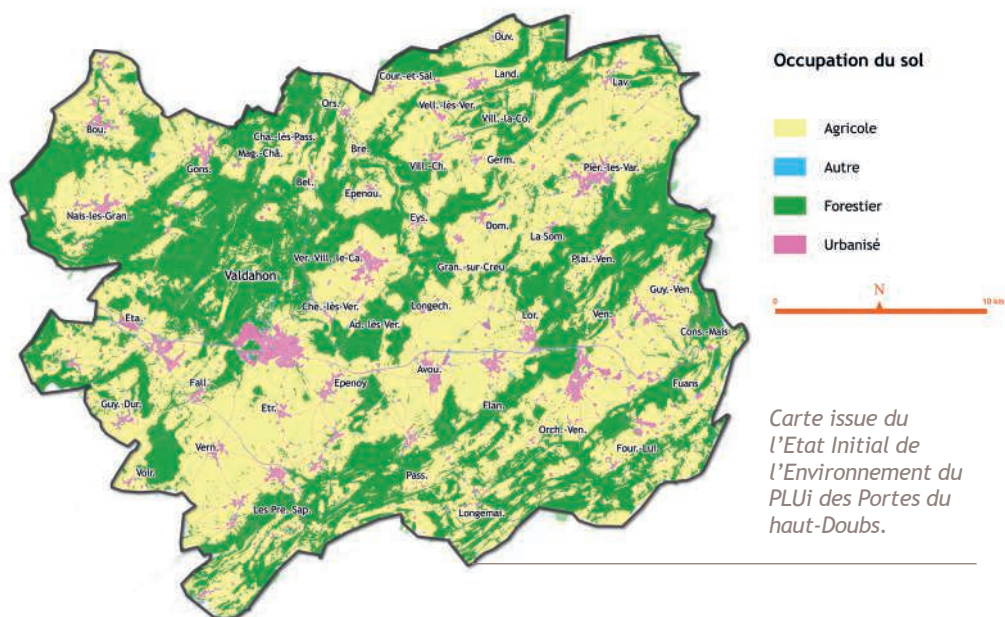 Ouv.
Cour.-et-Sal.
Land.
Lav.
Ors.
Vell.-lès-Ver.
Bou.
Vill.-la-Co.
Cha.-lès-Pass.
Bre.
Mag.-Châ.
Gons.
Vill.-Ch.
Germ.
Pier.-les-Var.
Bel.
Epenou.
Nais-les-Gran.
Eys.
Dom.
La Som.
Ver.-Vill.-le-Ca.
Plai.-Ven.
Valdahon
Gran.-sur-Creu
Guy.-Ven.
Che.-lès-Ver.
Longech.
Eta.
Ad.-lès-Ver.
Lor.
Ven.
Cons.-Mais.
Avou.
Fall.
Epenoy
Fuans
Guy.-Dur.
Etr.
Flan.
Orch.-Ven.
Vern.
Four.-Lui
Voir.
Pass.
Les Pre.-Sap.
Longemai.
Occupation du sol
Agricole
Autre
Forestier
Urbanisé
N
0
10 km
Carte issue du
l'Etat Initial de
l'Environnement du
PLUi des Portes du
haut-Doubs.